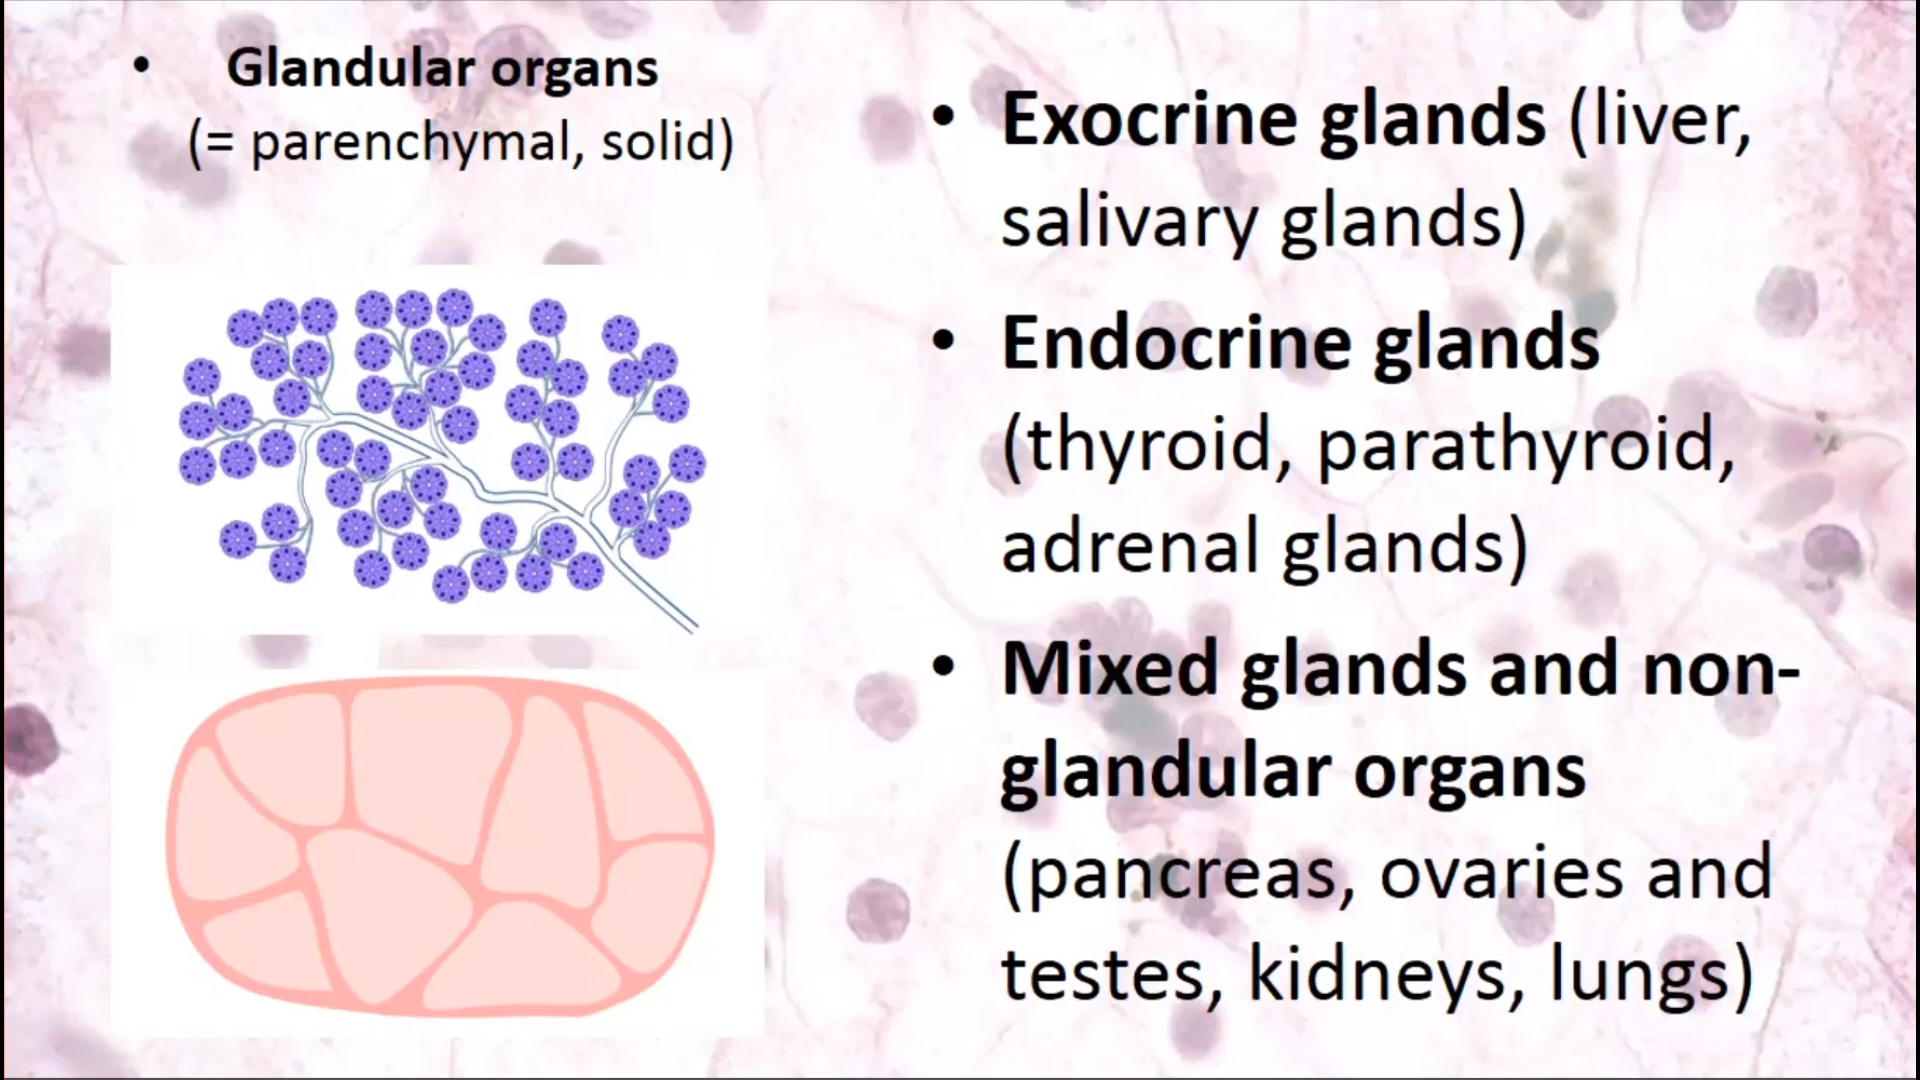 • Glandular organs
(= parenchymal, solid)
• Exocrine glands (liver,
salivary glands)
• Endocrine glands
(thyroid, parathyroid,
adrenal glands)
• Mixed glands and non-
glandular organs
(pancreas, ovaries and
testes, kidneys, lungs)